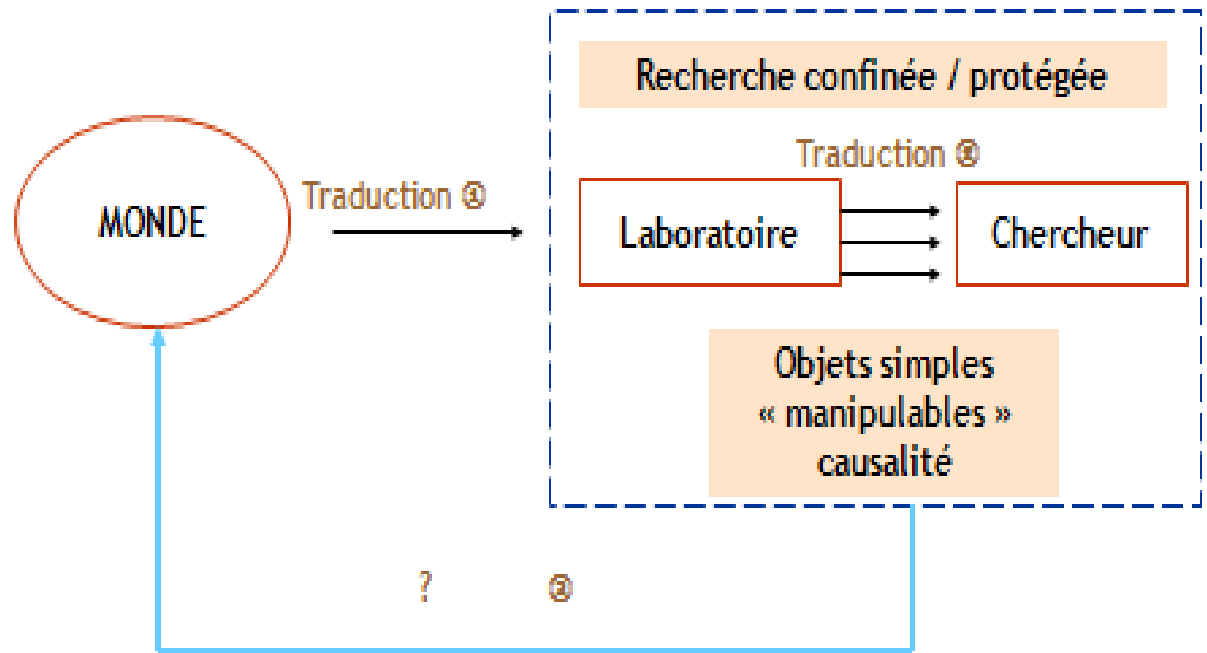 Recherche confinée / protégée
Traduction ②
Traduction ①
MONDE
Laboratoire
Chercheur
Objets simples
« manipulables »
causalité
? ③